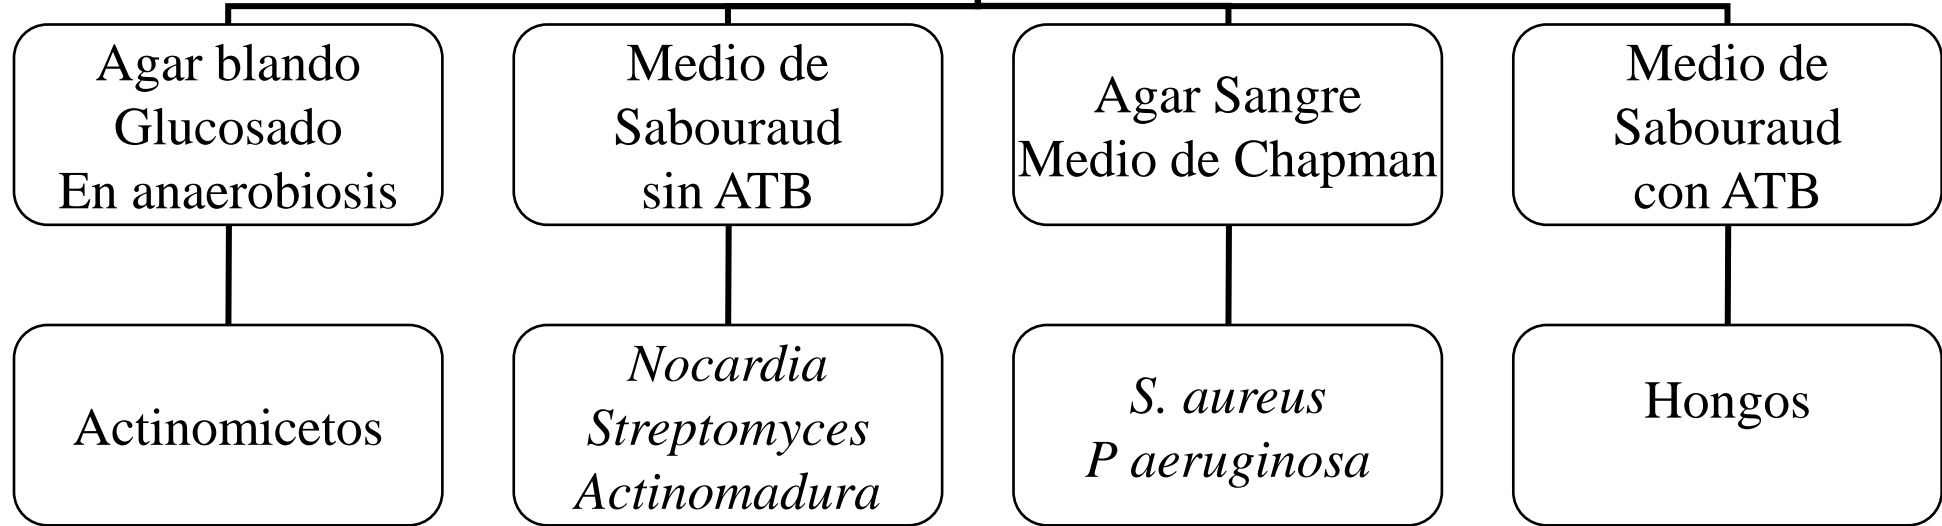 Agar blando
Glucosado
En anaerobiosis
Medio de
Sabouraud
sin ATB
Agar Sangre
Medio de Chapman
Medio de
Sabouraud
con ATB
Actinomicetos
Nocardia
Streptomyces
Actinomadura
S. aureus
P aeruginosa
Hongos